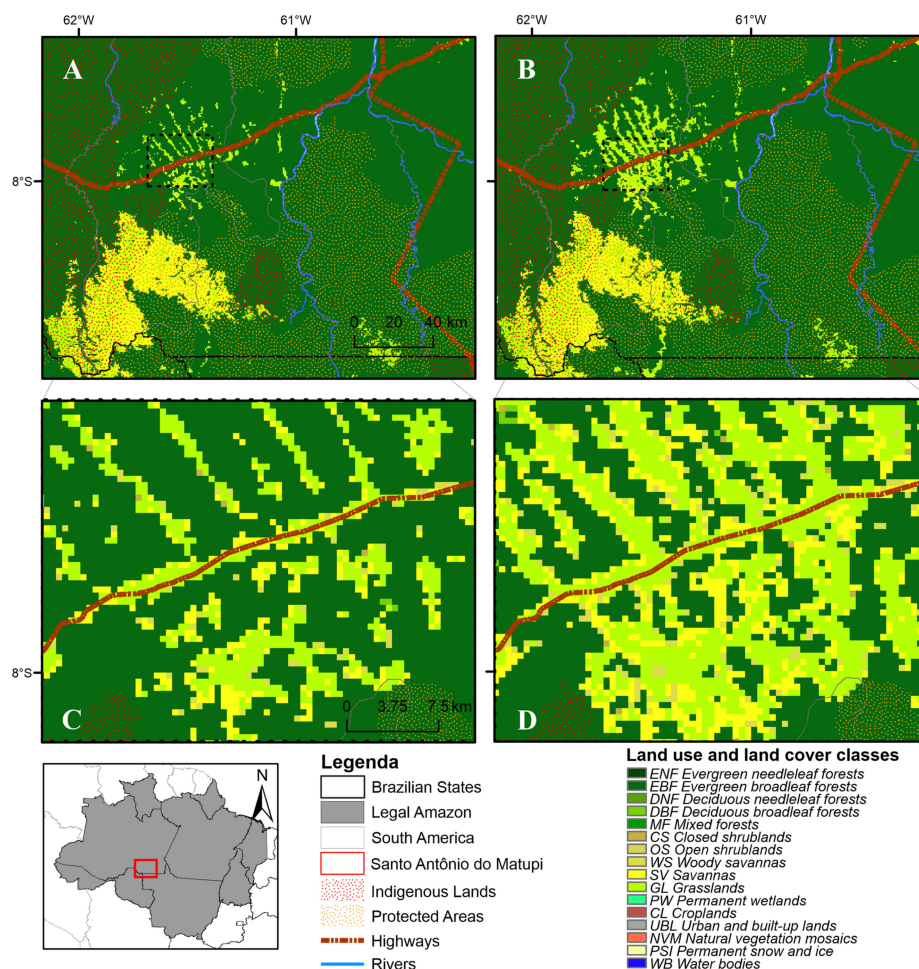 62°W 61°W 62°W 61°W
A B
8°S 8°S
0 20 40 km
C D
8°S 8°S
0 3.75 7.5 km
N
Legenda
Brazilian States
Legal Amazon
South America
Santo Antônio do Matupi
Indigenous Lands
Protected Areas
Highways
Rivers
Land use and land cover classes
ENF Evergreen needleleaf forests
EBF Evergreen broadleaf forests
DNF Deciduous needleleaf forests
DBF Deciduous broadleaf forests
MF Mixed forests
CS Closed shrublands
OS Open shrublands
WS Woody savannas
SV Savannas
GL Grasslands
PW Permanent wetlands
CL Croplands
UBL Urban and built-up lands
NVM Natural vegetation mosaics
PSI Permanent snow and ice
WB Water bodies